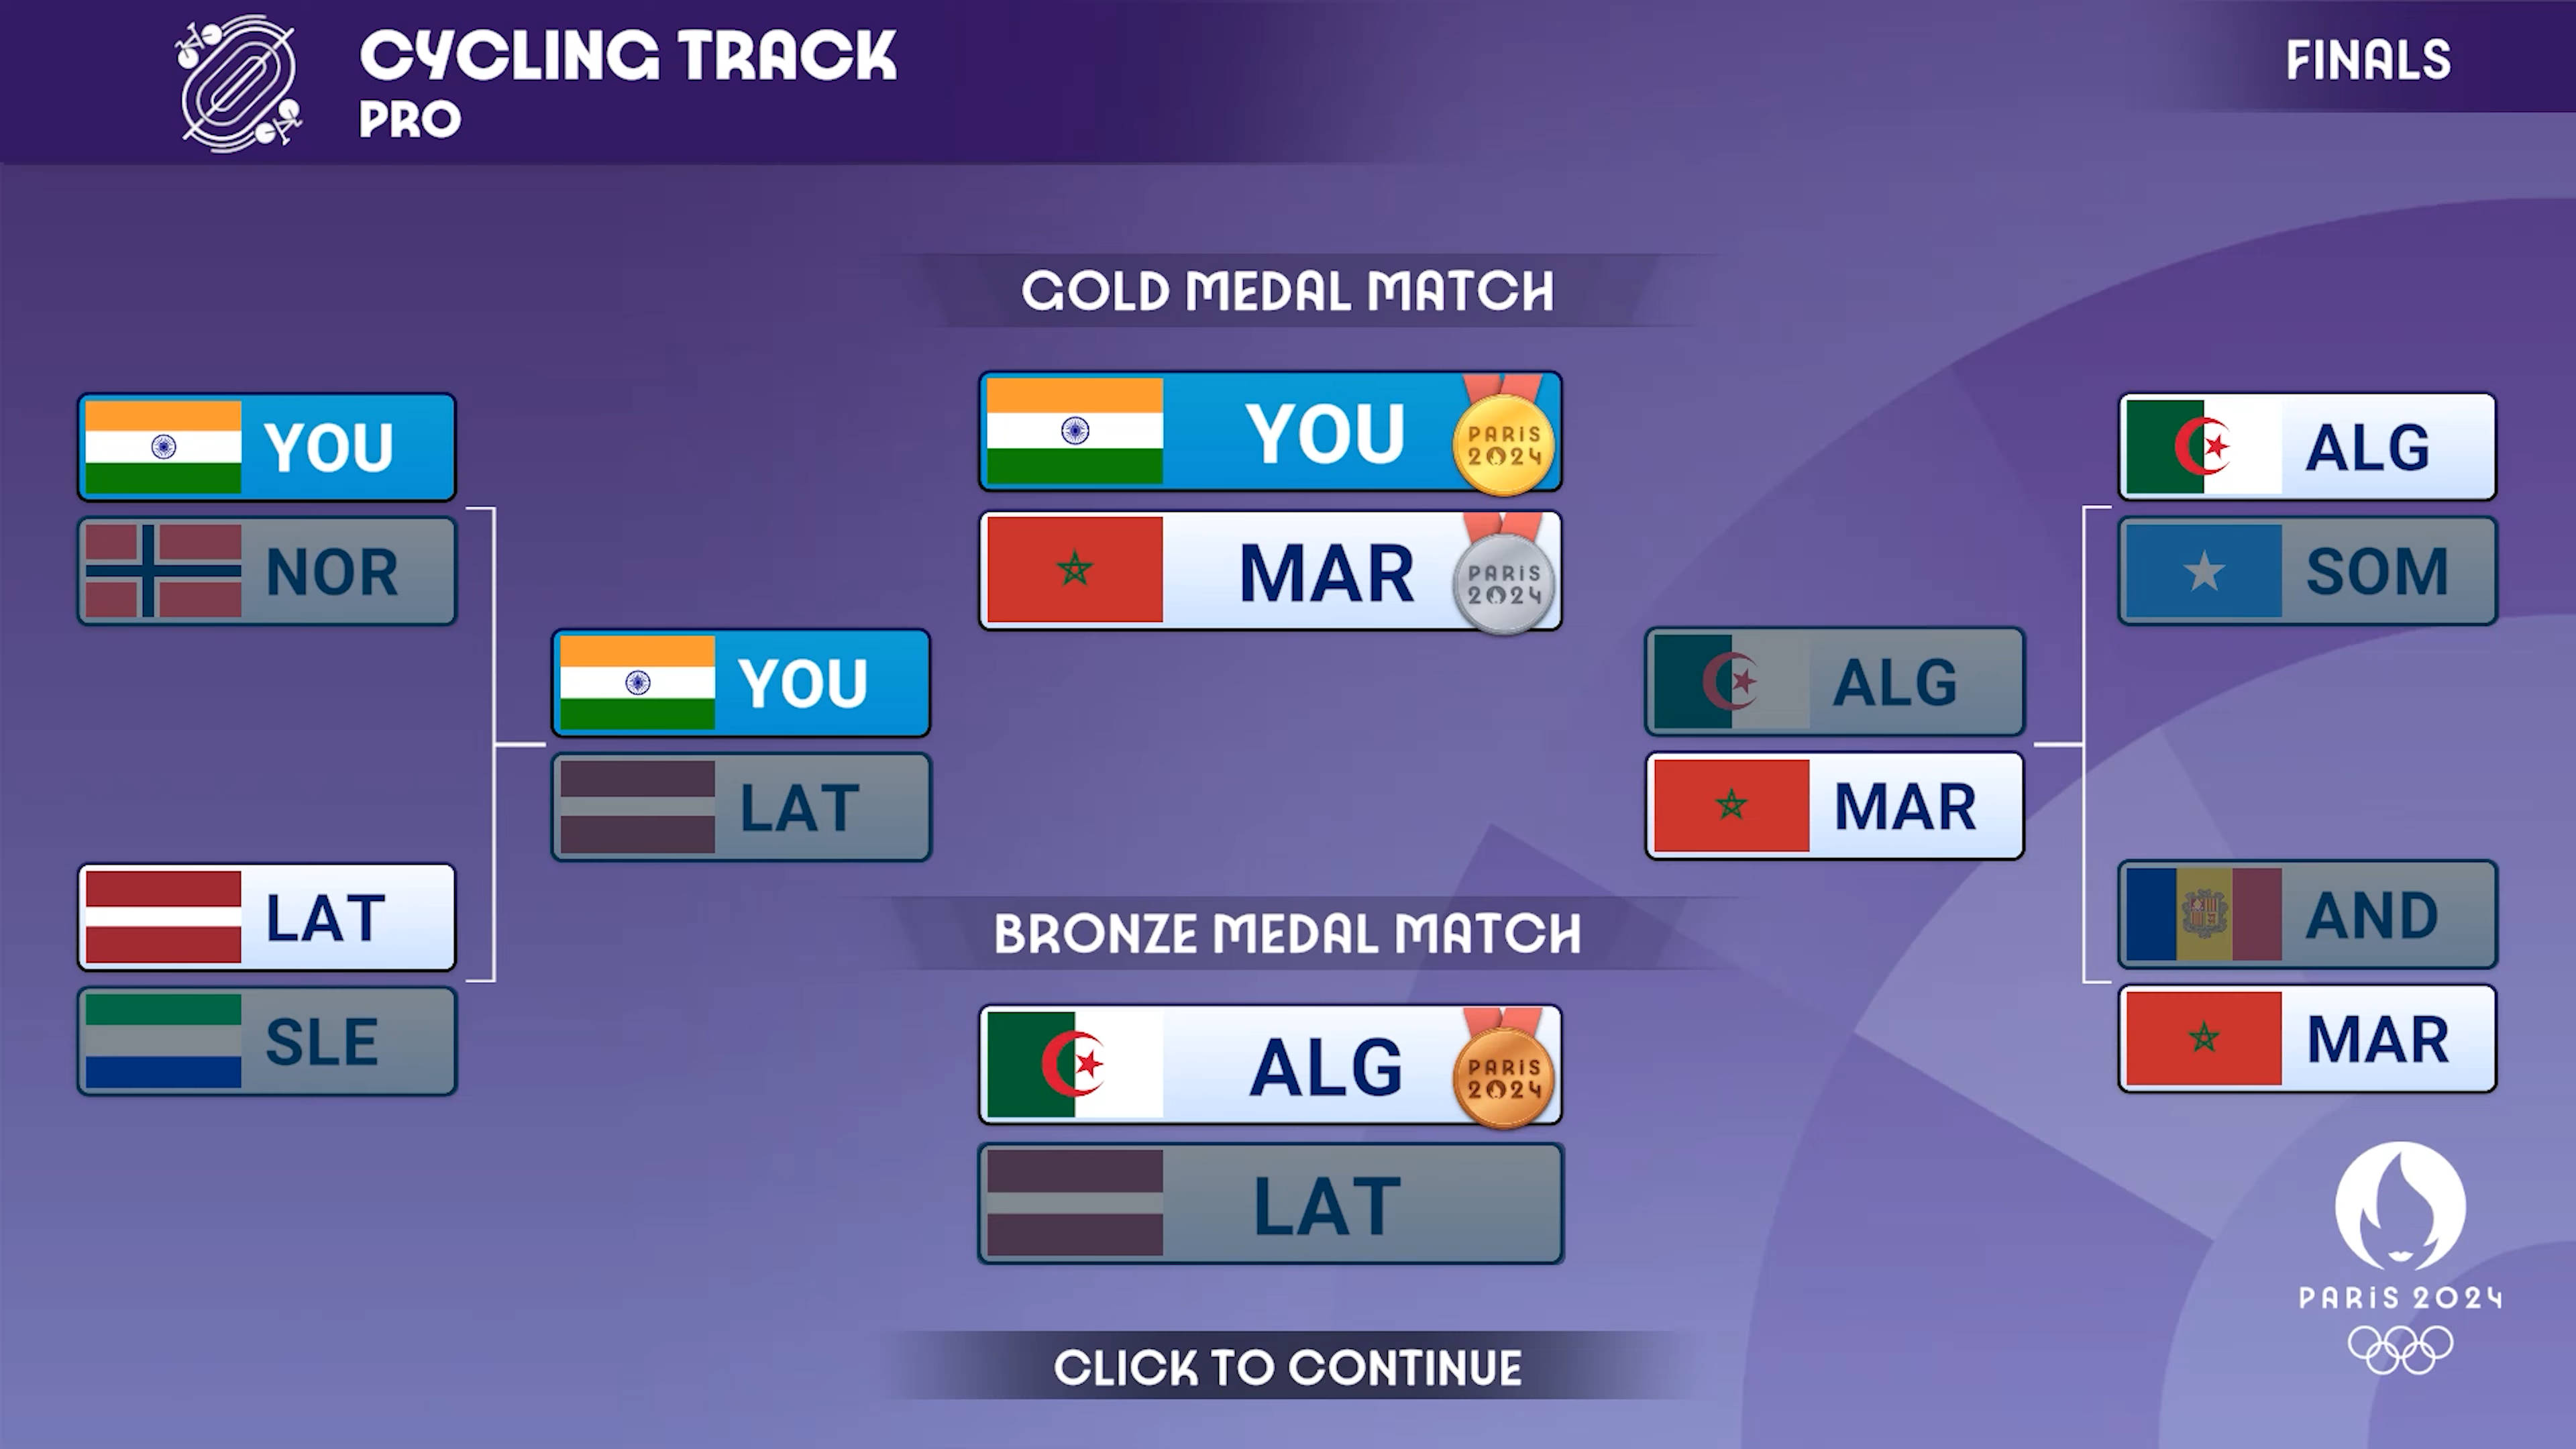 CYCLING TRACK
PRO
FINALS
GOLD MEDAL MATCH
YOU
PARIS
2024
MAR
PARIS
2024
YOU
NOR
LAT
SLE
YOU
LAT
ALG
MAR
ALG
SOM
AND
MAR
BRONZE MEDAL MATCH
ALG
PARIS
2024
LAT
CLICK TO CONTINUE
PARIS 2024